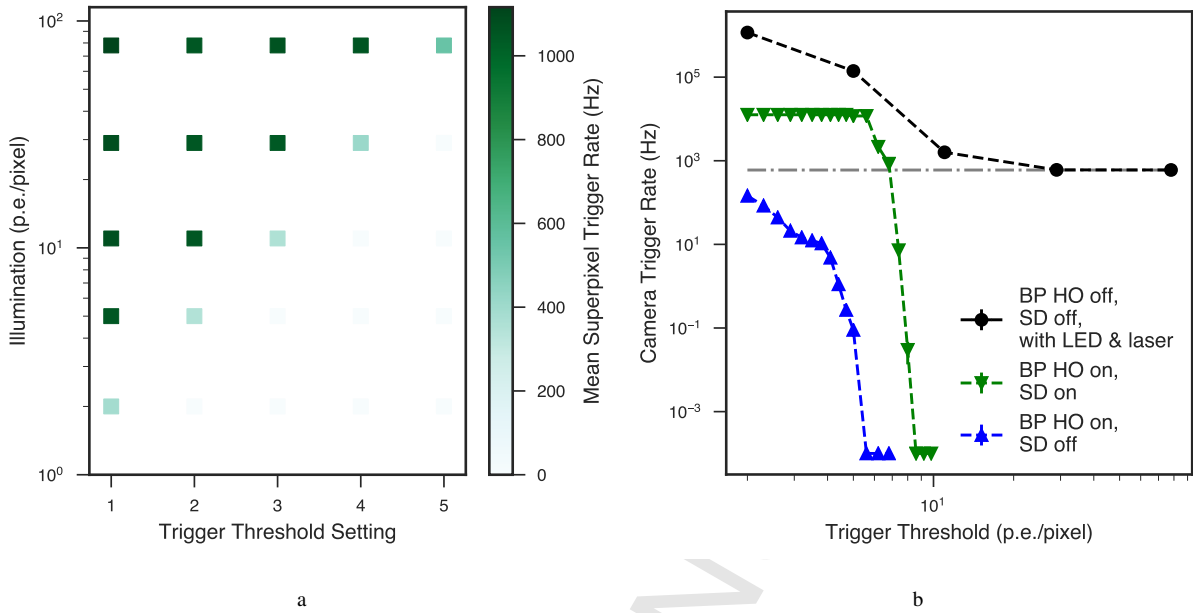 10²
10¹
10⁰
Illumination (p.e./pixel)
1 2 3 4 5
Trigger Threshold Setting
1000
800
600
400
200
0
Mean Superpixel Trigger Rate (Hz)
a
10⁵
10³
10¹
10⁻¹
10⁻³
Camera Trigger Rate (Hz)
BP HO off,
SD off,
with LED & laser
BP HO on,
SD on
BP HO on,
SD off
10¹
Trigger Threshold (p.e./pixel)
b